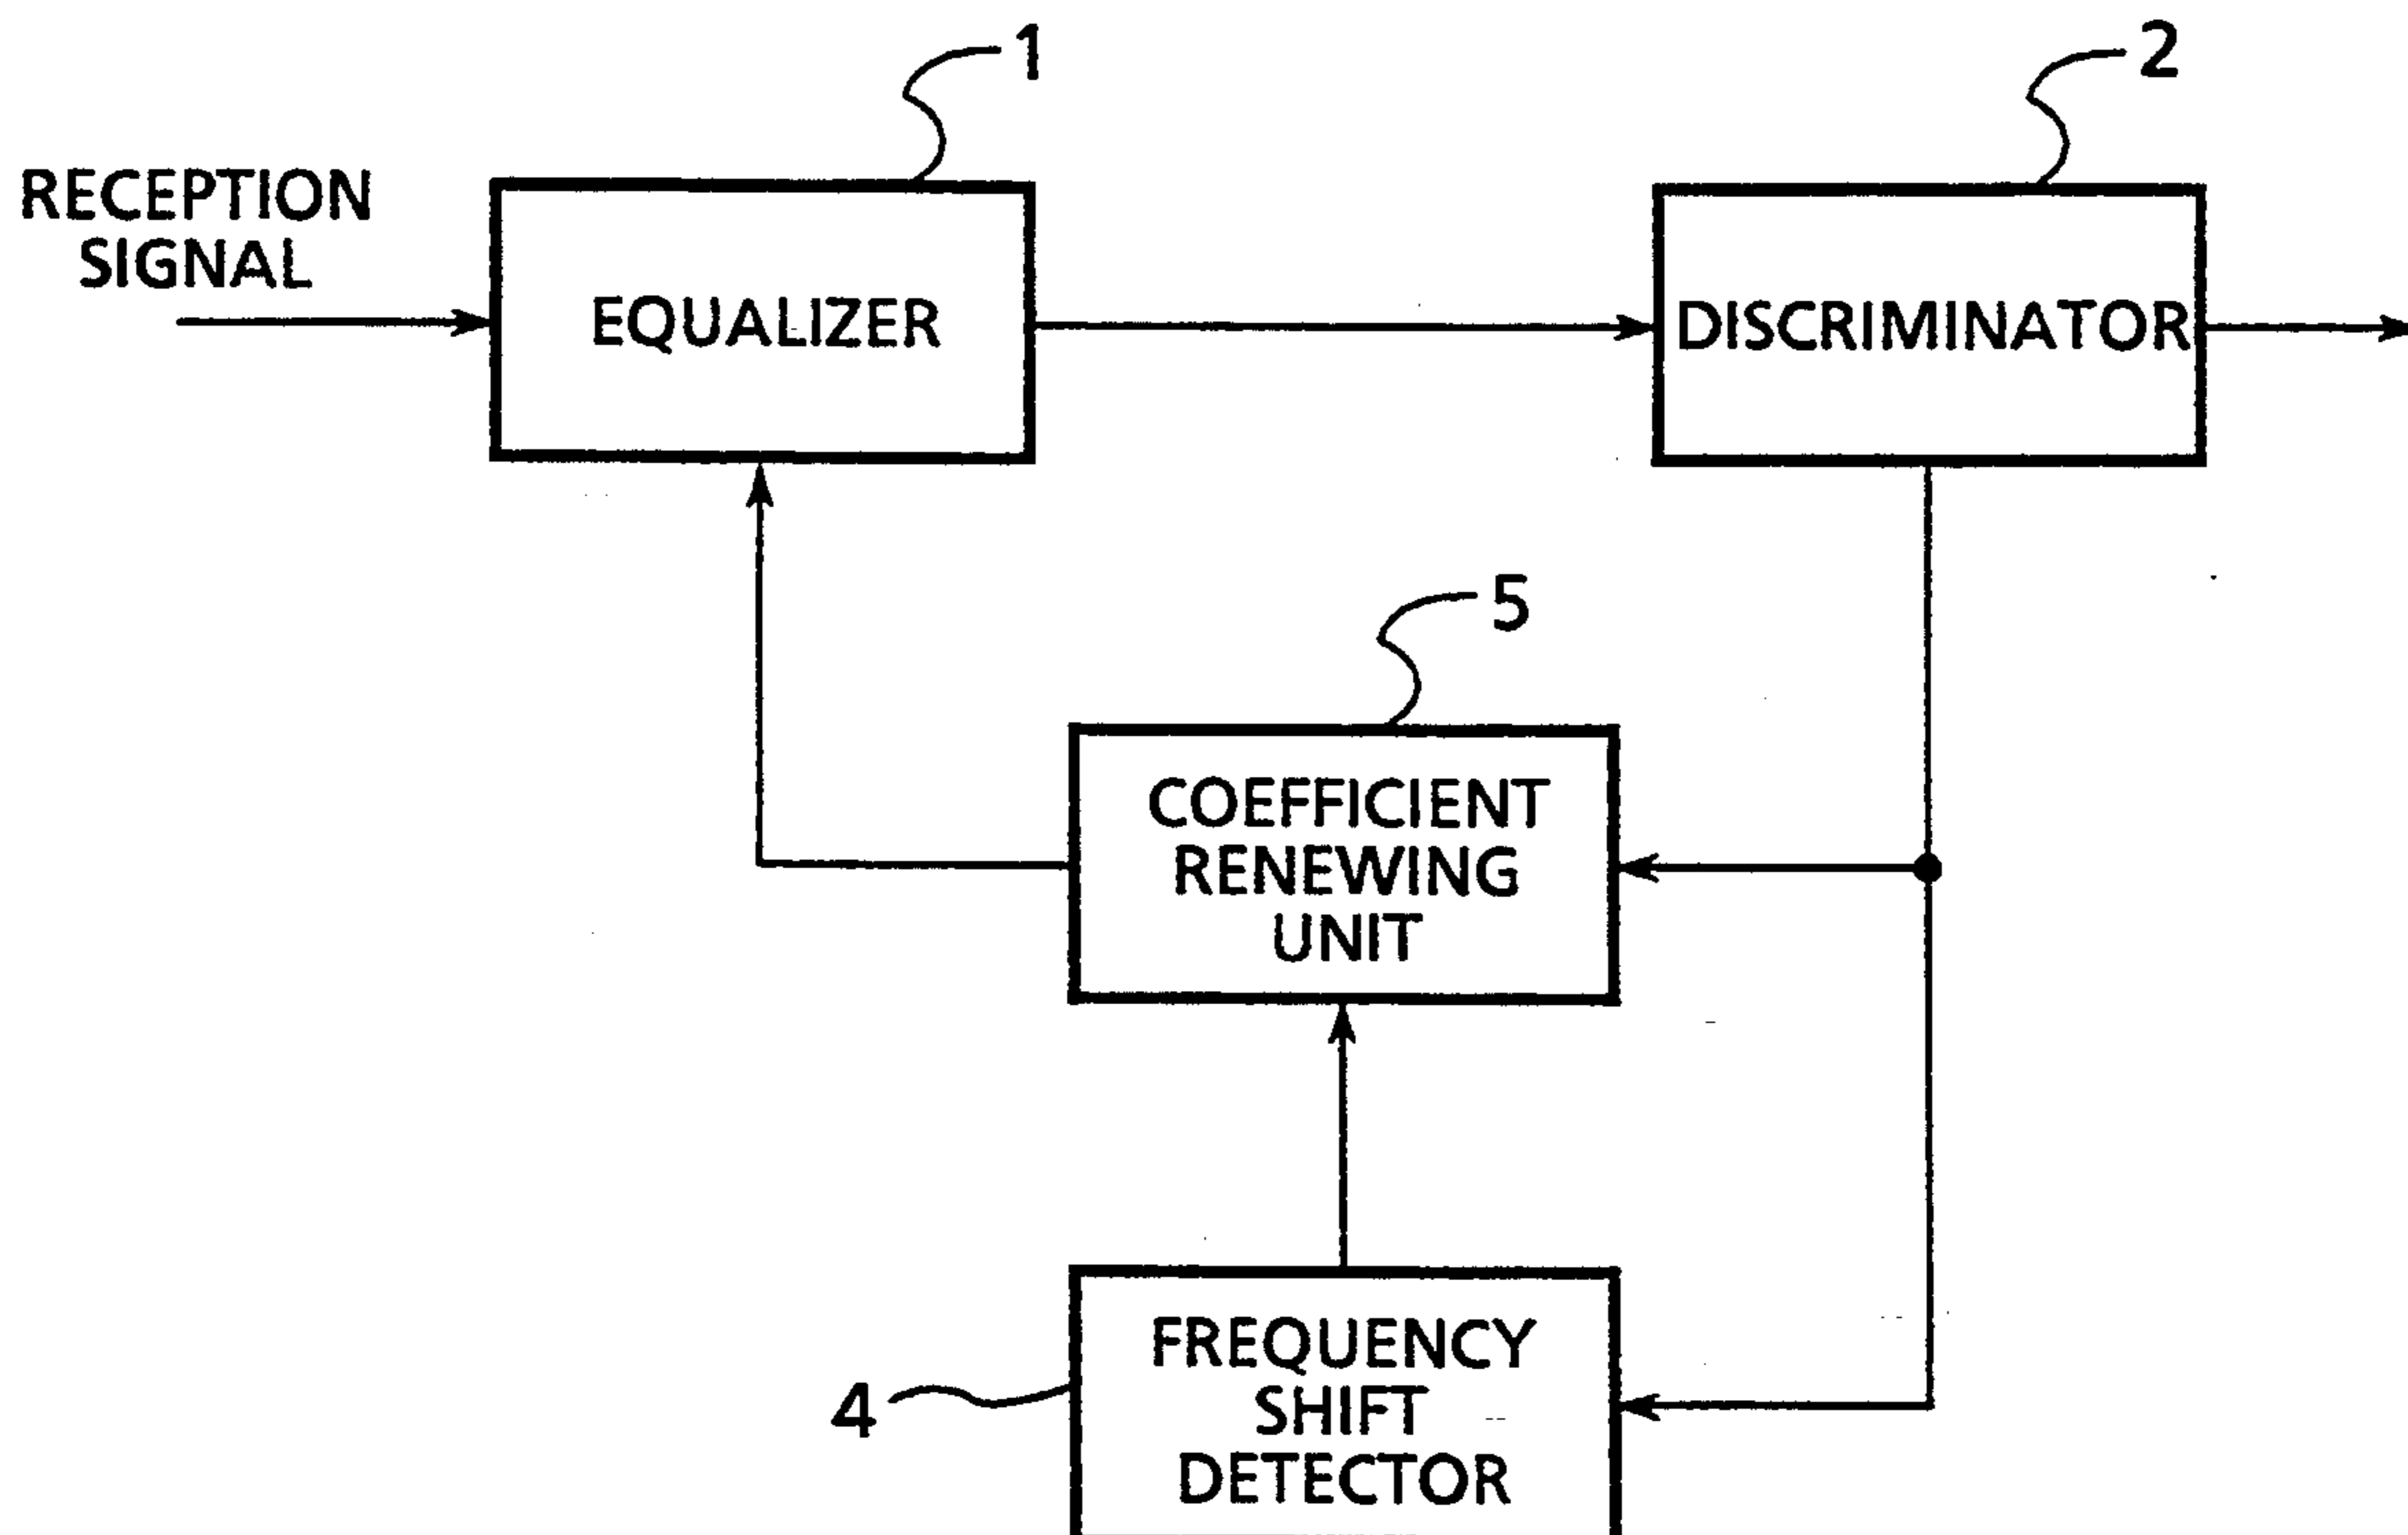 1
2
RECEPTION
SIGNAL
EQUALIZER
DISCRIMINATOR
5
COEFFICIENT
RENEWING
UNIT
FREQUENCY
4
SHIFT
DETECTOR